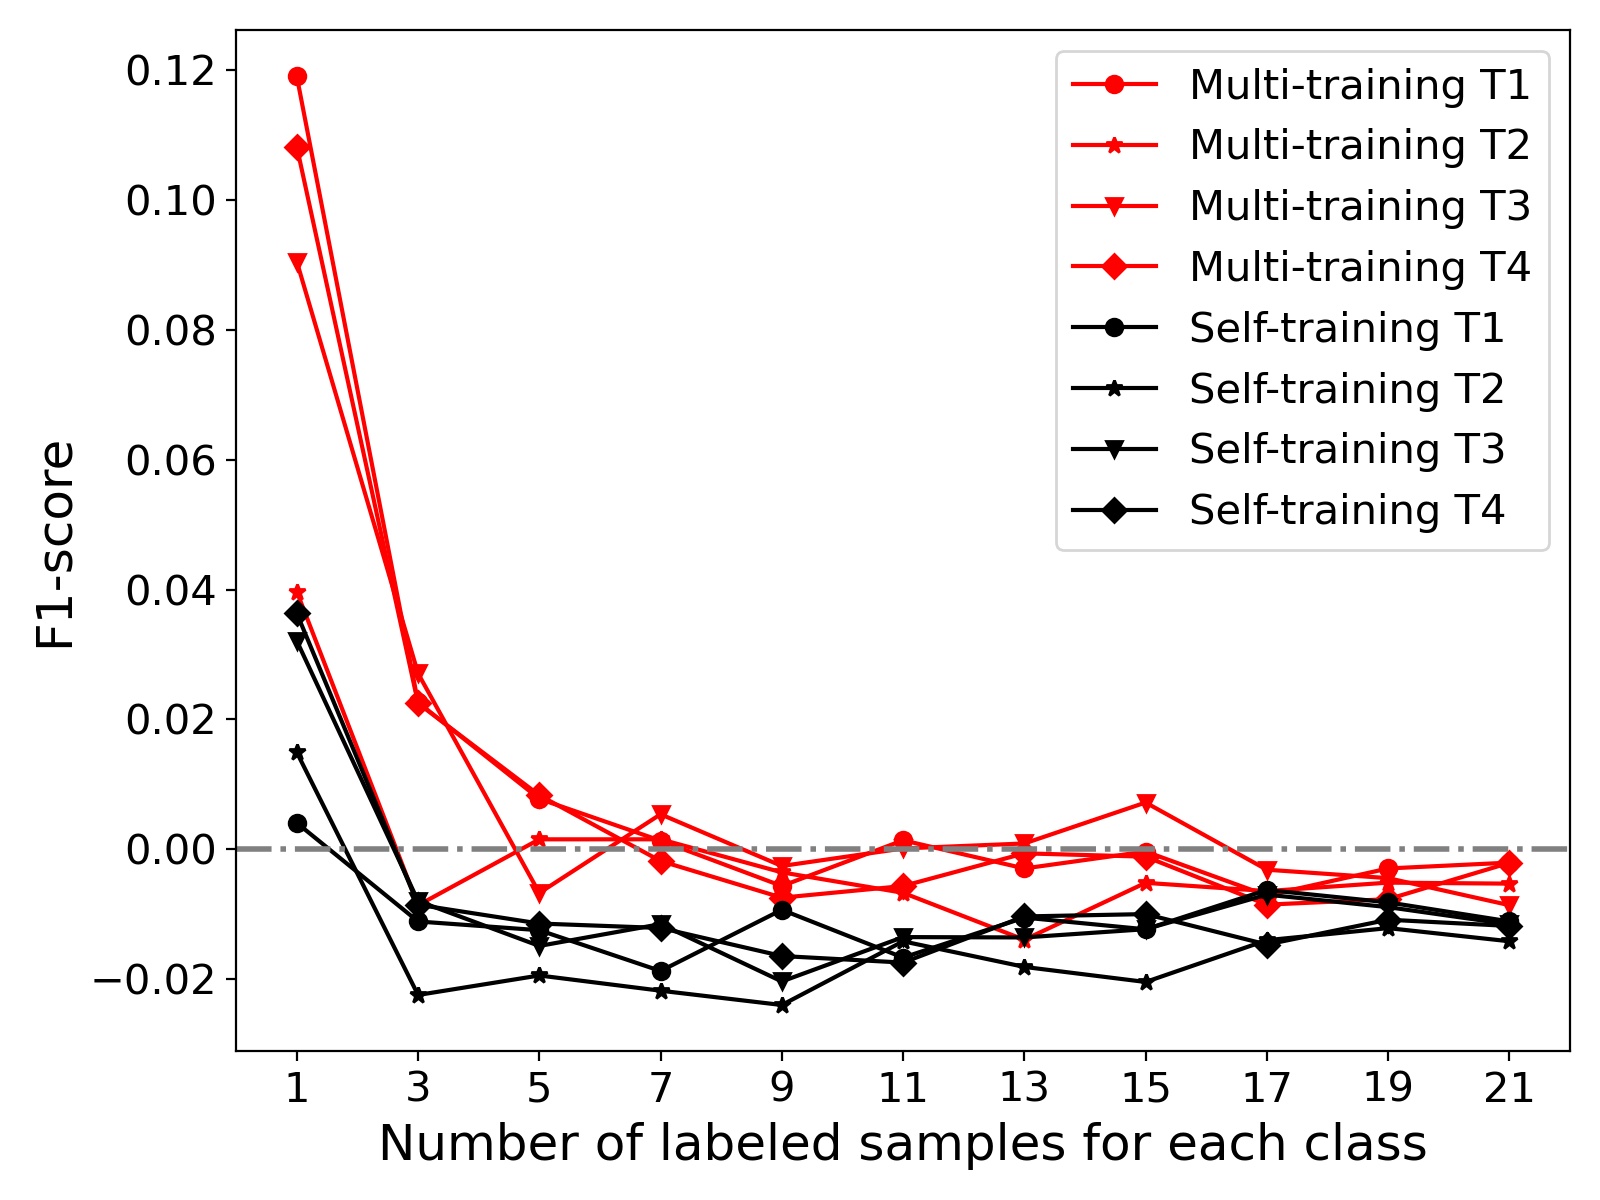 0.12
0.10
0.08
0.06
0.04
0.02
0.00
−0.02
F1-score
Multi-training T1
Multi-training T2
Multi-training T3
Multi-training T4
Self-training T1
Self-training T2
Self-training T3
Self-training T4
1 3 5 7 9 11 13 15 17 19 21
Number of labeled samples for each class